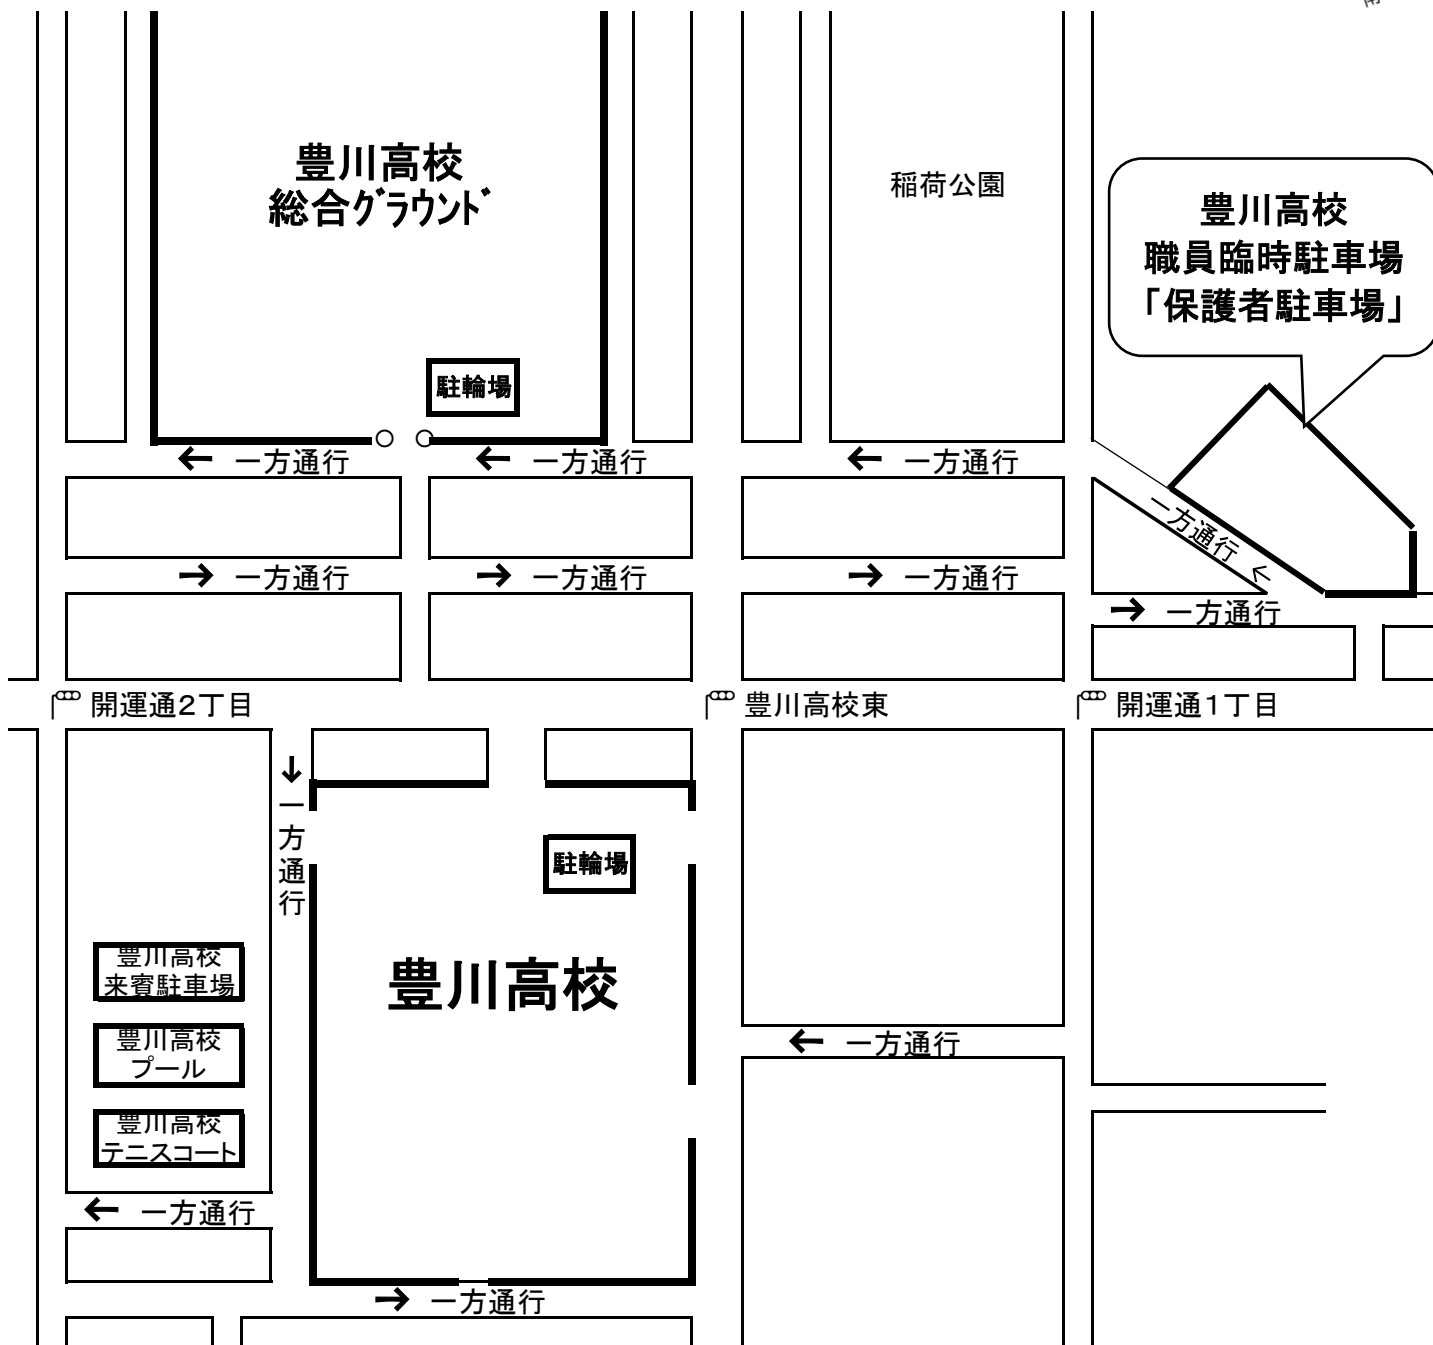 豊川高校
総合グラウンド
稲荷公園
豊川高校
職員臨時駐車場
「保護者駐車場」
駐輪場
← 一方通行
← 一方通行
← 一方通行
一方通行 ←
→ 一方通行
→ 一方通行
→ 一方通行
→ 一方通行
開運通2丁目
豊川高校東
開運通1丁目
↓一方通行
駐輪場
豊川高校
来賓駐車場
豊川高校
豊川高校
プール
← 一方通行
豊川高校
テニスコート
← 一方通行
→ 一方通行